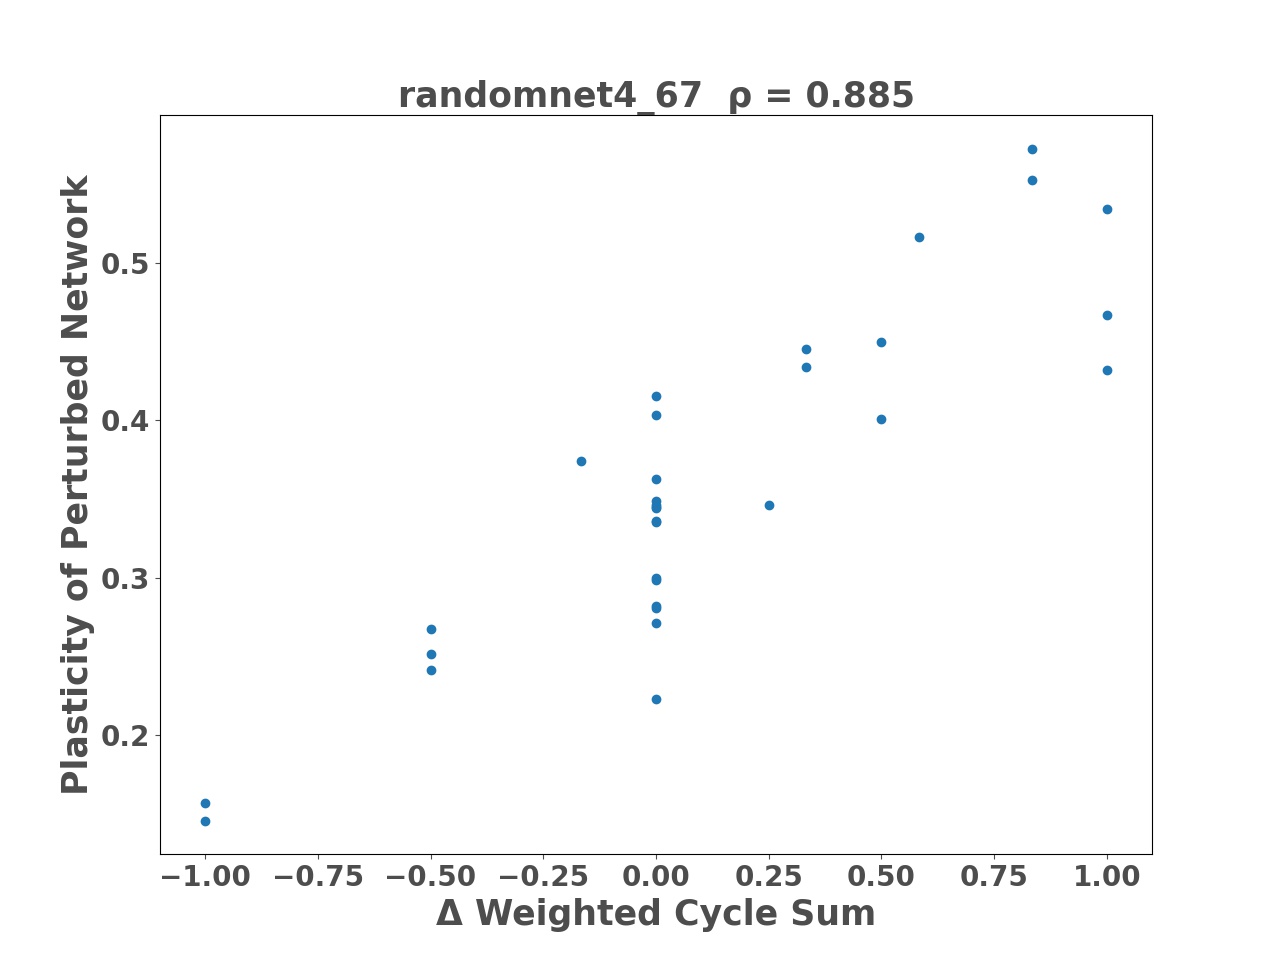 randomnet4_67  ρ = 0.885
Plasticity of Perturbed Network
0.5
0.4
0.3
0.2
−1.00 −0.75 −0.50 −0.25 0.00 0.25 0.50 0.75 1.00
Δ Weighted Cycle Sum